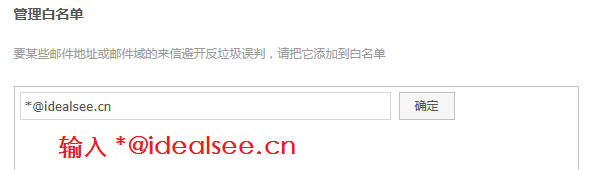 管理白名单
要某些邮件地址或邮件域的来信避开反垃圾误判，请把它添加到白名单
*@idealsee.cn 确定
输入 *@idealsee.cn